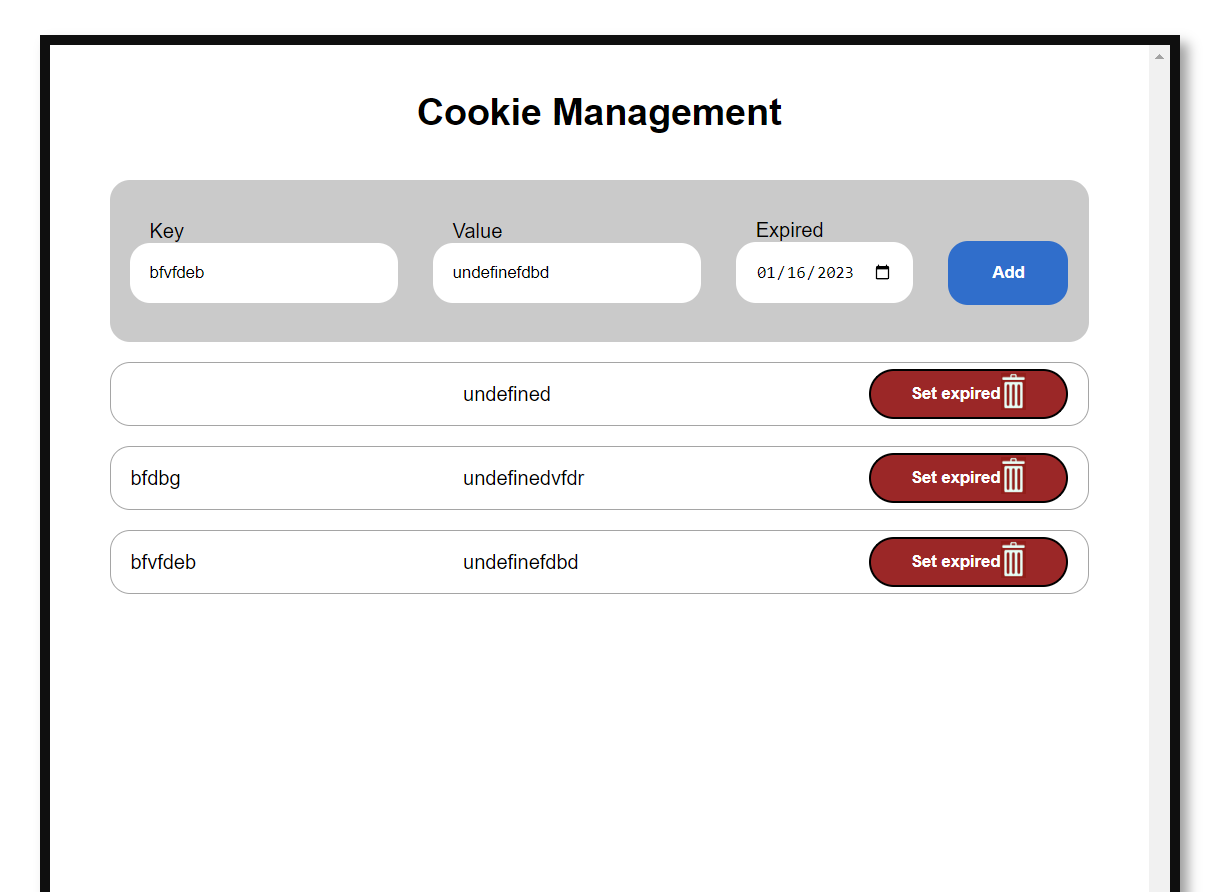 Cookie Management
Key Value Expired
bfvfdeb undefinefdbd 01/16/2023 Add
undefined Set expired
bfdbg undefinedvfdr Set expired
bfvfdeb undefinefdbd Set expired